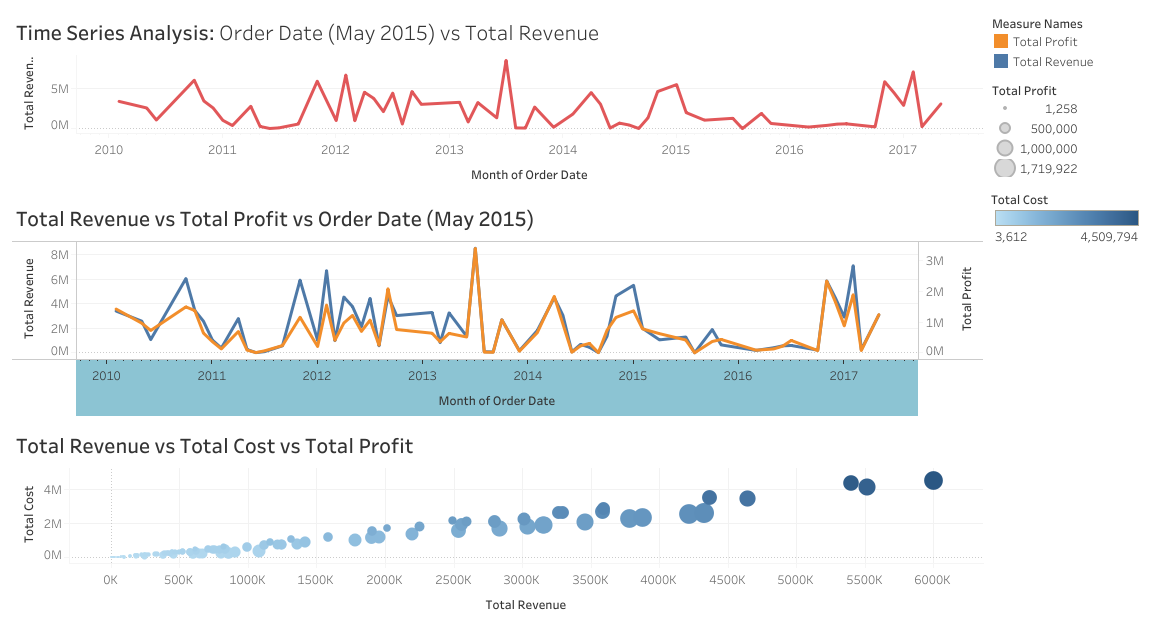 Time Series Analysis: Order Date (May 2015) vs Total Revenue
Total Reven..
5M
0M
2010 2011 2012 2013 2014 2015 2016 2017
Month of Order Date
Measure Names
Total Profit
Total Revenue
Total Profit
1,258
500,000
1,000,000
1,719,922
Total Cost
3,612 4,509,794
Total Revenue vs Total Profit vs Order Date (May 2015)
Total Revenue
8M
6M
4M
2M
0M
3M
2M
1M
0M
Total Profit
2010 2011 2012 2013 2014 2015 2016 2017
Month of Order Date
Total Revenue vs Total Cost vs Total Profit
Total Cost
4M
2M
0M
0K 500K 1000K 1500K 2000K 2500K 3000K 3500K 4000K 4500K 5000K 5500K 6000K
Total Revenue